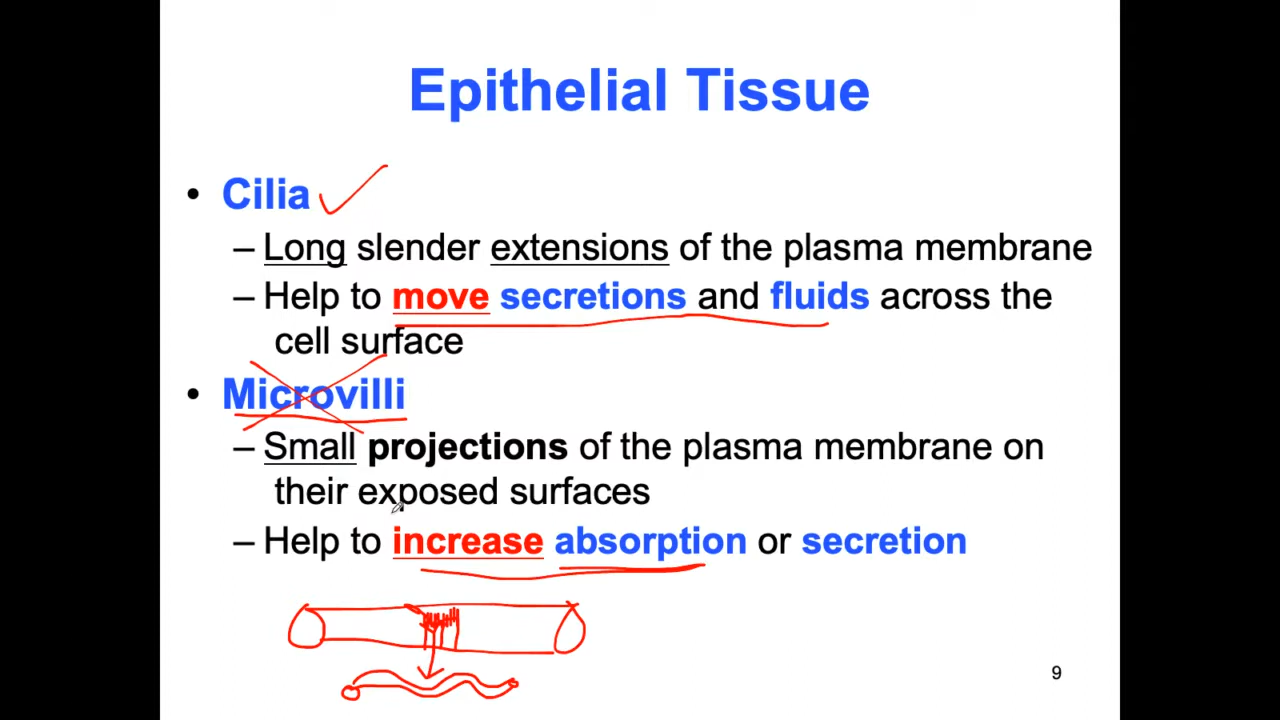 Epithelial Tissue
• Cilia
– Long slender extensions of the plasma membrane
– Help to move secretions and fluids across the
cell surface
• Microvilli
– Small projections of the plasma membrane on
their exposed surfaces
– Help to increase absorption or secretion
9